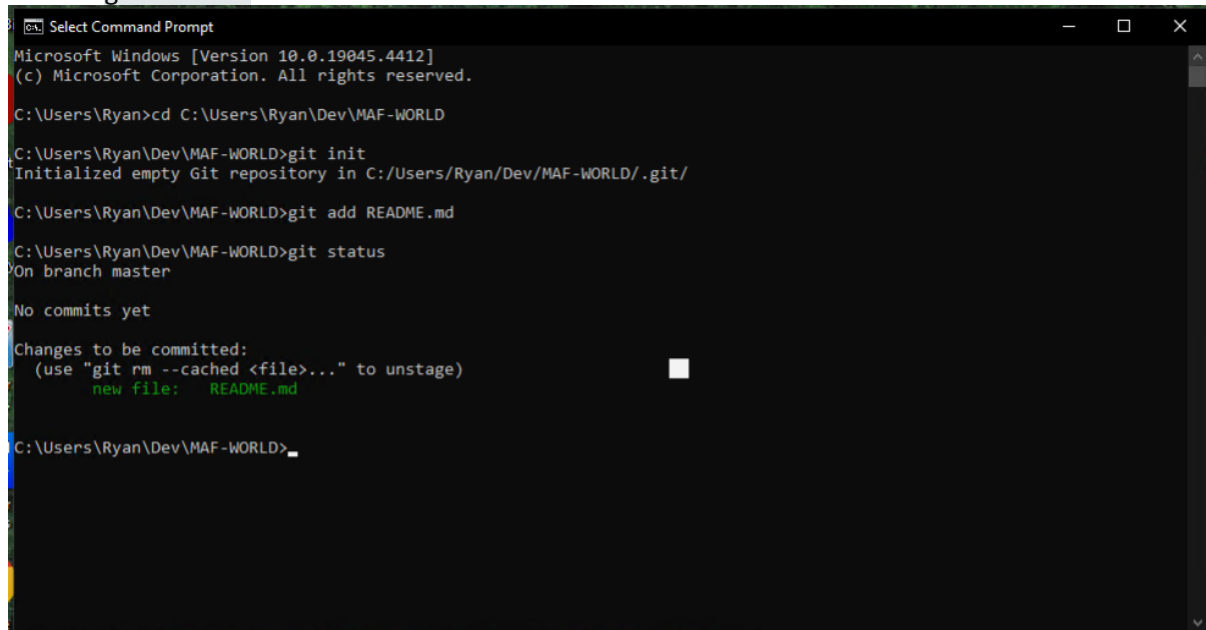 Select Command Prompt
Microsoft Windows [Version 10.0.19045.4412]
(c) Microsoft Corporation. All rights reserved.
C:\Users\Ryan>cd C:\Users\Ryan\Dev\MAF-WORLD
C:\Users\Ryan\Dev\MAF-WORLD>git init
Initialized empty Git repository in C:/Users/Ryan/Dev/MAF-WORLD/.git/
C:\Users\Ryan\Dev\MAF-WORLD>git add README.md
C:\Users\Ryan\Dev\MAF-WORLD>git status
On branch master
No commits yet
Changes to be committed:
  (use "git rm --cached <file>..." to unstage)
        new file:   README.md
C:\Users\Ryan\Dev\MAF-WORLD>